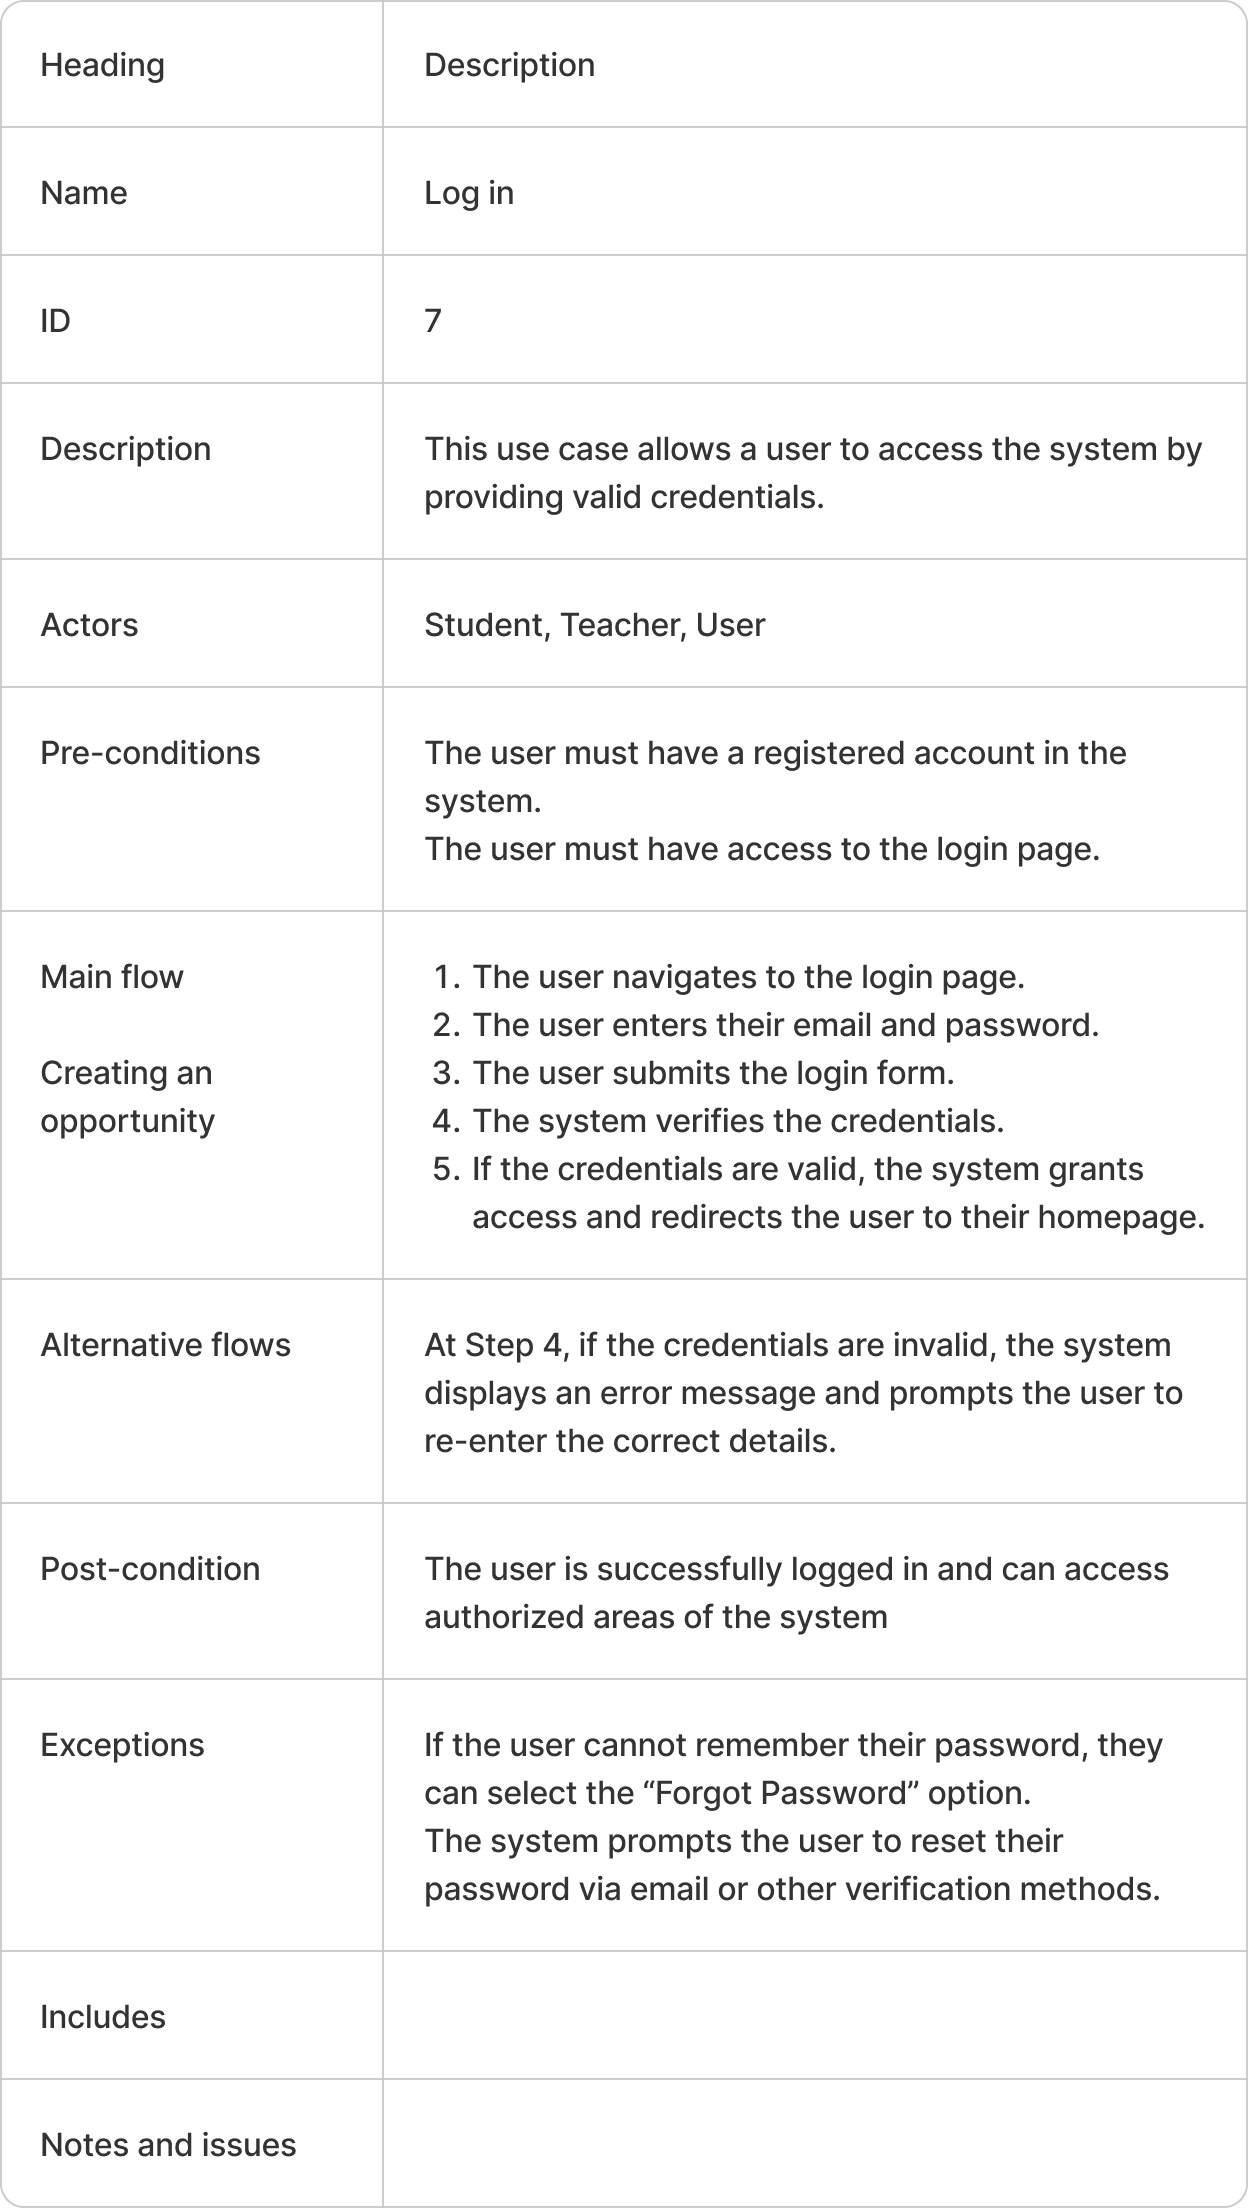 Heading
Description
Name
Log in
ID
7
Description
This use case allows a user to access the system by
providing valid credentials.
Actors
Student, Teacher, User
Pre-conditions
The user must have a registered account in the
system.
The user must have access to the login page.
Main flow
Creating an
opportunity
1. The user navigates to the login page.
2. The user enters their email and password.
3. The user submits the login form.
4. The system verifies the credentials.
5. If the credentials are valid, the system grants
access and redirects the user to their homepage.
Alternative flows
At Step 4, if the credentials are invalid, the system
displays an error message and prompts the user to
re-enter the correct details.
Post-condition
The user is successfully logged in and can access
authorized areas of the system
Exceptions
If the user cannot remember their password, they
can select the “Forgot Password” option.
The system prompts the user to reset their
password via email or other verification methods.
Includes
Notes and issues